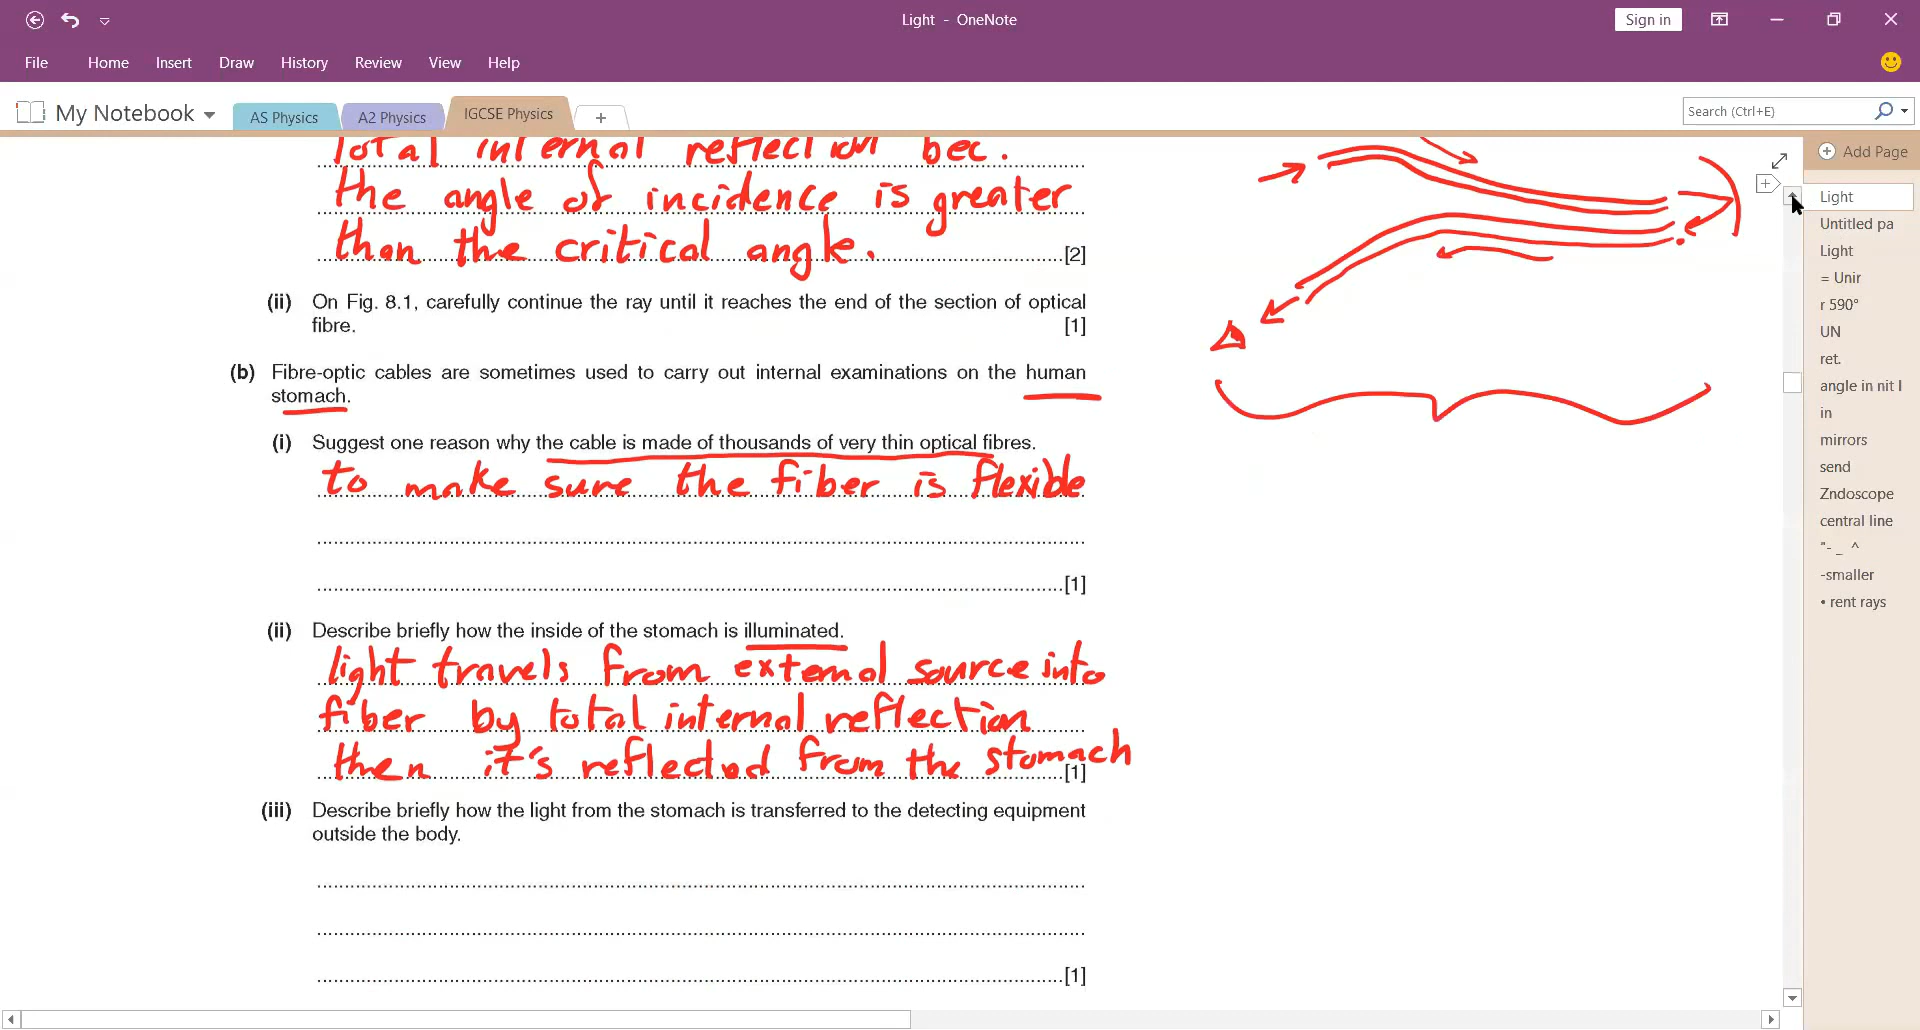 Light - OneNote
Sign in
File Home Insert Draw History Review View Help
My Notebook AS Physics A2 Physics IGCSE Physics +
Search (Ctrl+E)
Add Page
Light
Untitled pa
Light
= Unir
r 590°
UN
ret.
angle in nit I
in
mirrors
send
Zndoscope
central line
"- _ ^
-smaller
• rent rays
Total internal reflection bec.
the angle of incidence is greater
than the critical angle. [2]
(ii) On Fig. 8.1, carefully continue the ray until it reaches the end of the section of optical
fibre. [1]
(b) Fibre-optic cables are sometimes used to carry out internal examinations on the human
stomach.
(i) Suggest one reason why the cable is made of thousands of very thin optical fibres.
to make sure the fiber is flexible
[1]
(ii) Describe briefly how the inside of the stomach is illuminated.
light travels from external source into
fiber by total internal reflection
then it's reflected from the stomach
[1]
(iii) Describe briefly how the light from the stomach is transferred to the detecting equipment
outside the body.
[1]